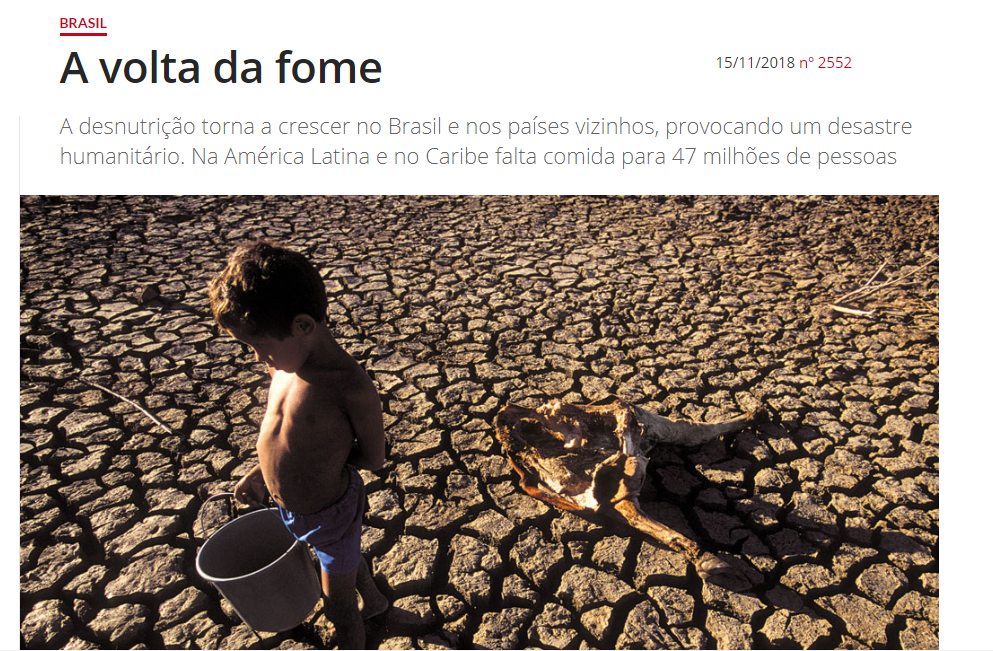 BRASIL
A volta da fome
15/11/2018 nº 2552
A desnutrição torna a crescer no Brasil e nos países vizinhos, provocando um desastre
humanitário. Na América Latina e no Caribe falta comida para 47 milhões de pessoas